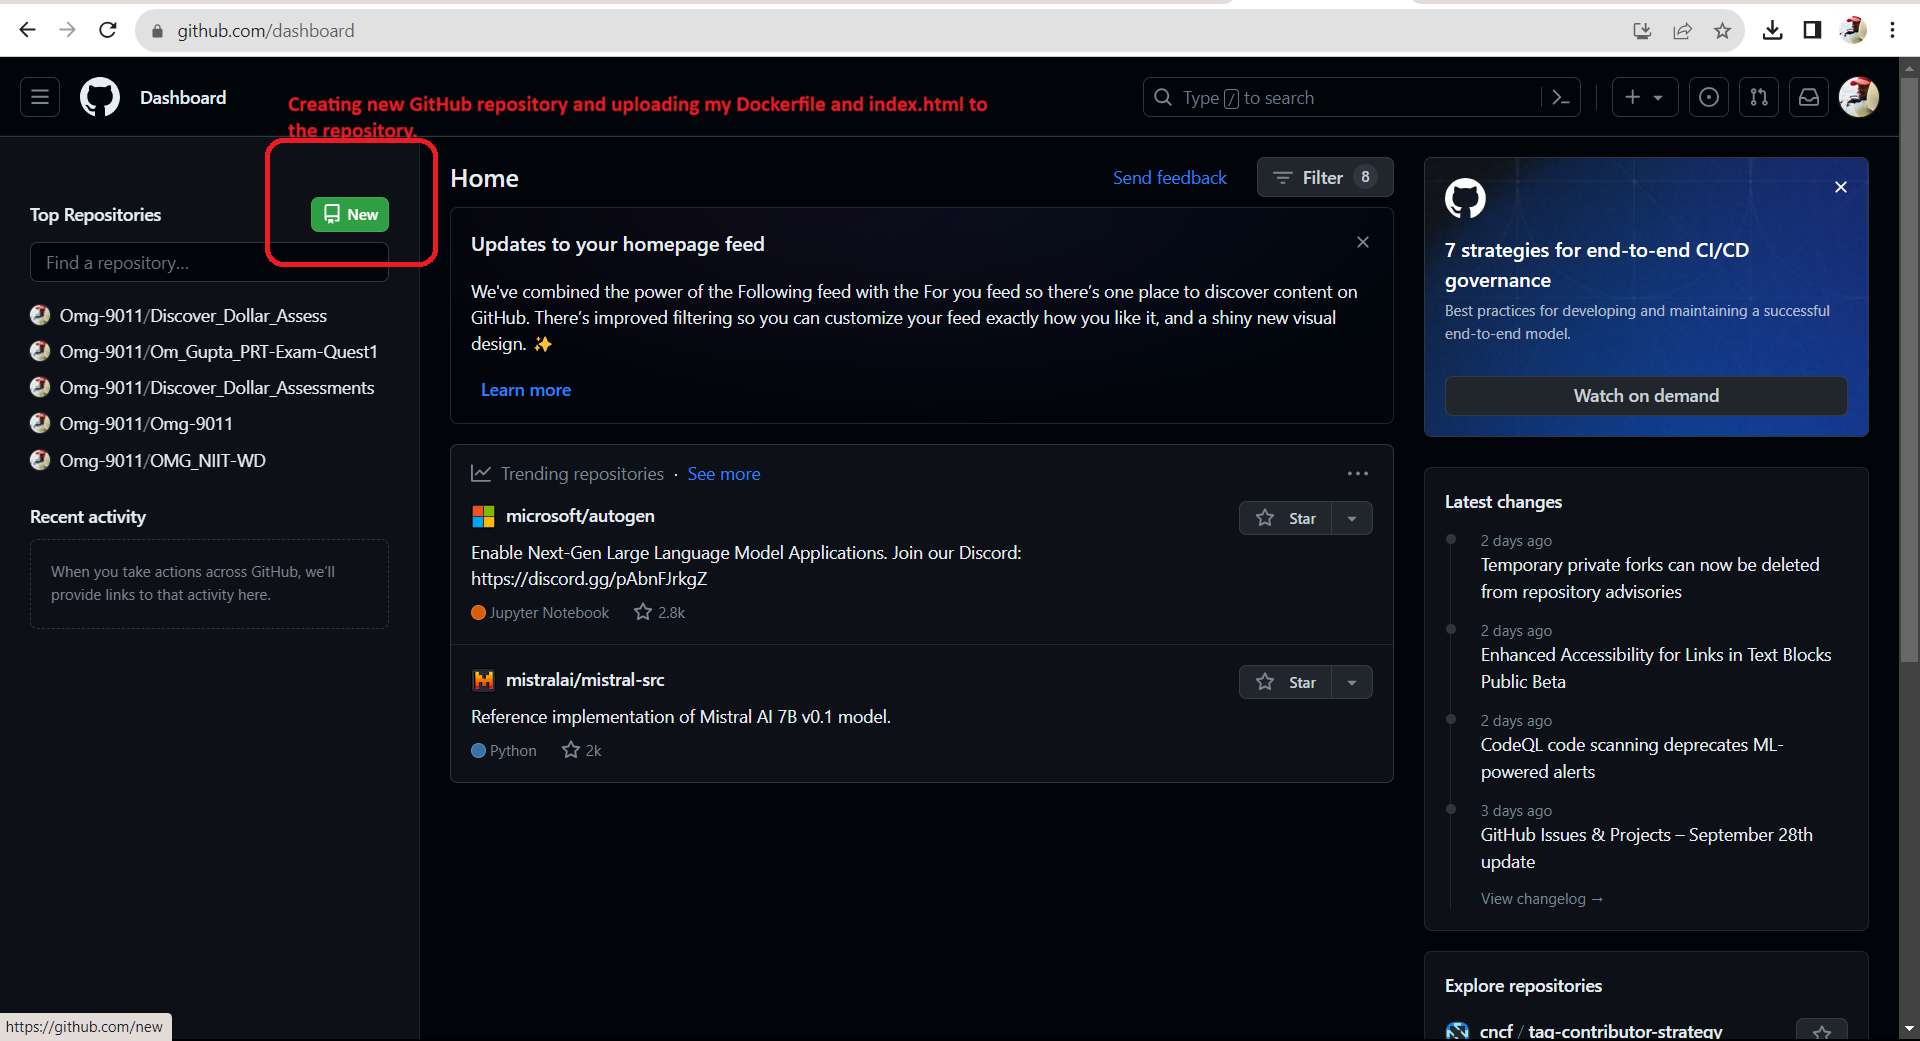 github.com/dashboard
Dashboard
Creating new GitHub repository and uploading my Dockerfile and index.html to
the repository.
Type / to search
Top Repositories
New
Find a repository...
Omg-9011/Discover_Dollar_Assess
Omg-9011/Om_Gupta_PRT-Exam-Quest1
Omg-9011/Discover_Dollar_Assessments
Omg-9011/Omg-9011
Omg-9011/OMG_NIIT-WD
Recent activity
When you take actions across GitHub, we'll
provide links to that activity here.
Home
Send feedback
Filter 8
Updates to your homepage feed
We've combined the power of the Following feed with the For you feed so there's one place to discover content on
GitHub. There's improved filtering so you can customize your feed exactly how you like it, and a shiny new visual
design. ✨
Learn more
Trending repositories · See more
microsoft/autogen
Star
Enable Next-Gen Large Language Model Applications. Join our Discord:
https://discord.gg/pAbnFJrkgZ
Jupyter Notebook 2.8k
mistralai/mistral-src
Star
Reference implementation of Mistral AI 7B v0.1 model.
Python 2k
7 strategies for end-to-end CI/CD
governance
Best practices for developing and maintaining a successful
end-to-end model.
Watch on demand
Latest changes
2 days ago
Temporary private forks can now be deleted
from repository advisories
2 days ago
Enhanced Accessibility for Links in Text Blocks
Public Beta
2 days ago
CodeQL code scanning deprecates ML-
powered alerts
3 days ago
GitHub Issues & Projects – September 28th
update
View changelog →
Explore repositories
cncf / tag-contributor-strategy
https://github.com/new